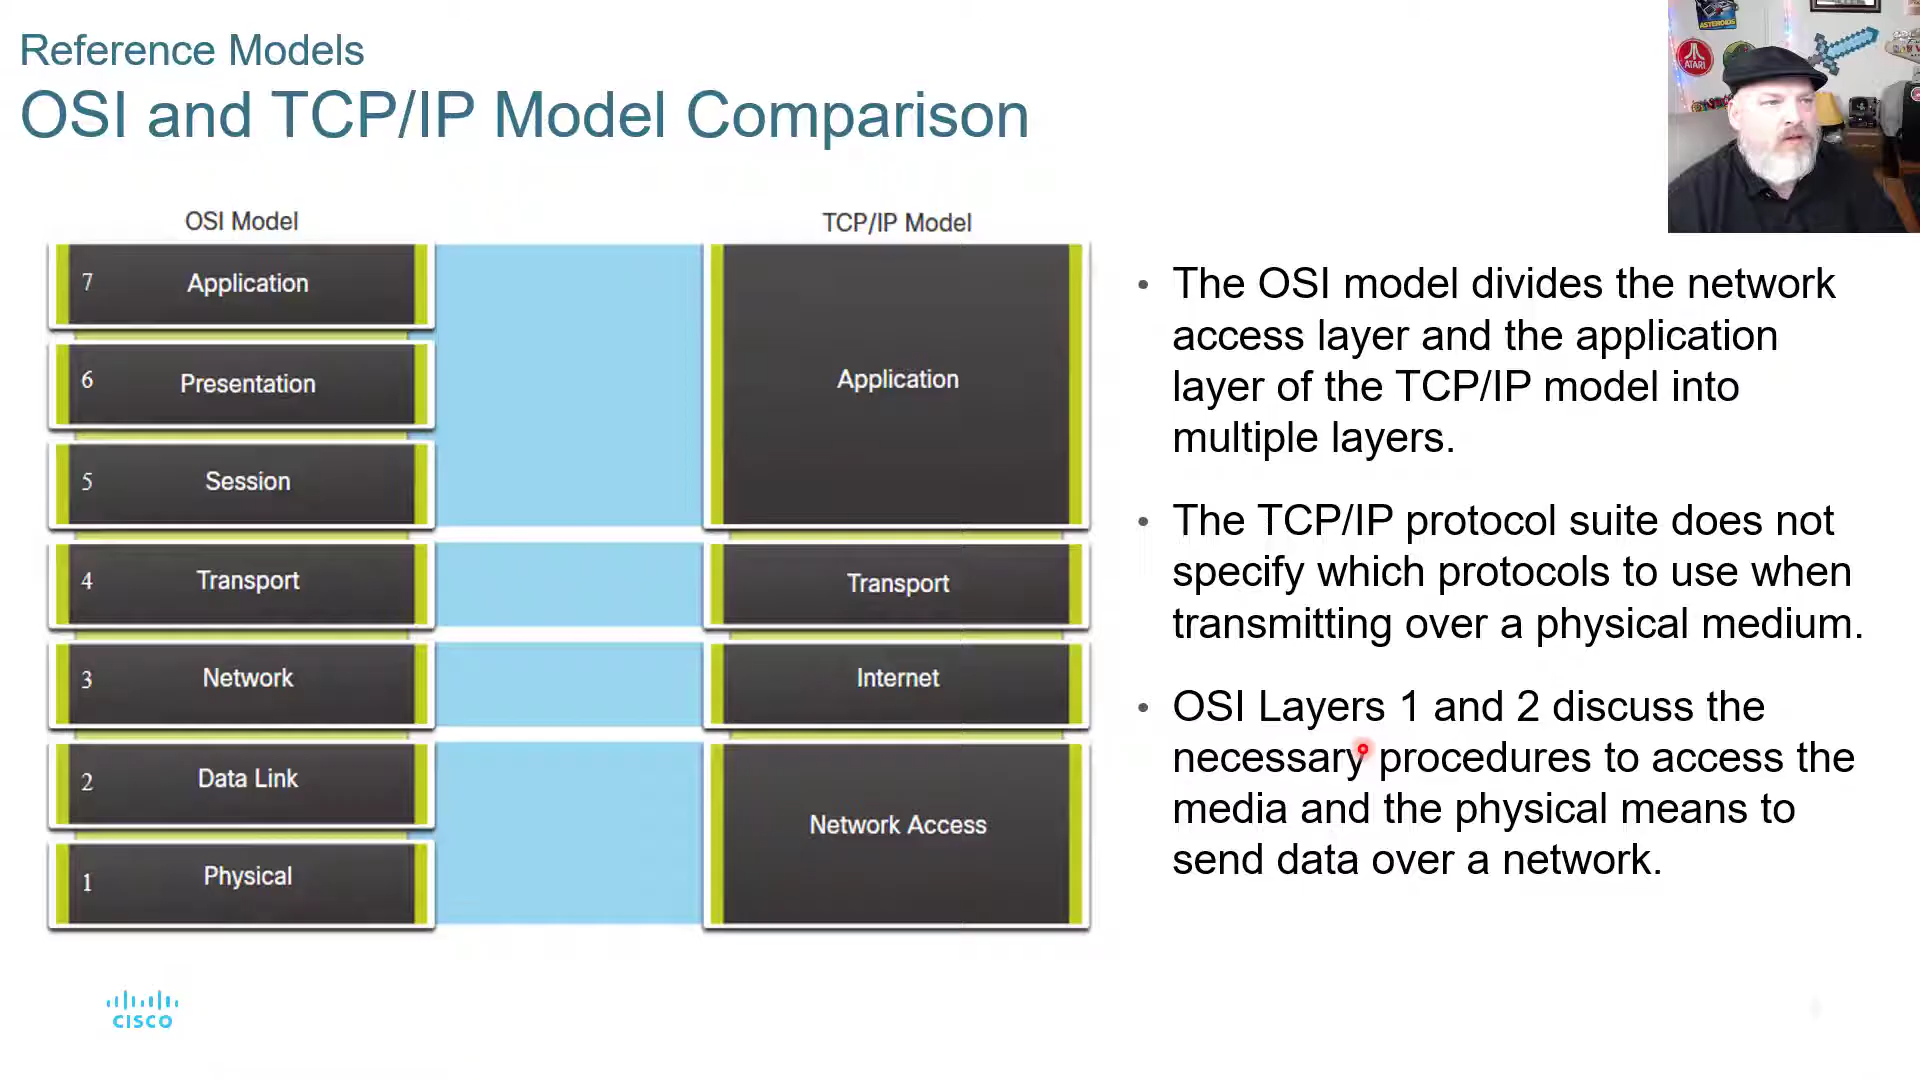 Reference Models
OSI and TCP/IP Model Comparison
OSI Model
7 Application
6 Presentation
5 Session
4 Transport
3 Network
2 Data Link
1 Physical
TCP/IP Model
Application
Transport
Internet
Network Access
• The OSI model divides the network
access layer and the application
layer of the TCP/IP model into
multiple layers.
• The TCP/IP protocol suite does not
specify which protocols to use when
transmitting over a physical medium.
• OSI Layers 1 and 2 discuss the
necessary procedures to access the
media and the physical means to
send data over a network.
CISCO
ASTEROIDS
ATARI